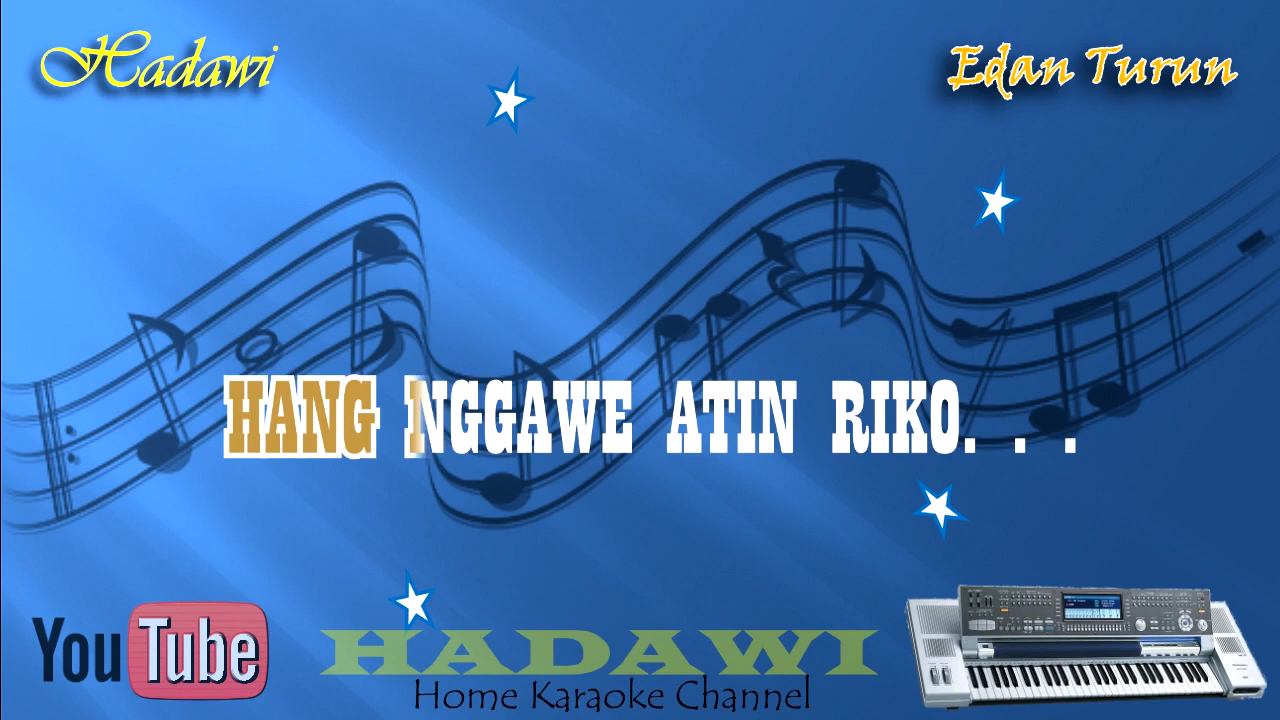 Hadawi
Edan Turun
HANG NGGAWE ATIN RIKO. . .
YouTube
HADAWI
Home Karaoke Channel